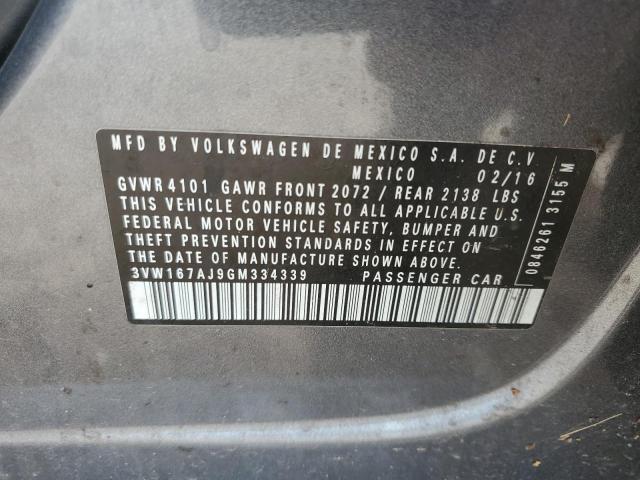 MFD BY VOLKSWAGEN DE MEXICO S.A. DE C.V
MEXICO 02/16
GVWR 4101 GAWR FRONT 2072 / REAR 2138 LBS
THIS VEHICLE CONFORMS TO ALL APPLICABLE U.S.
FEDERAL MOTOR VEHICLE SAFETY, BUMPER AND
THEFT PREVENTION STANDARDS IN EFFECT ON
THE DATE OF MANUFACTURE SHOWN ABOVE.
3VW167AJ9GM334339 PASSENGER CAR
0846261 3155 M